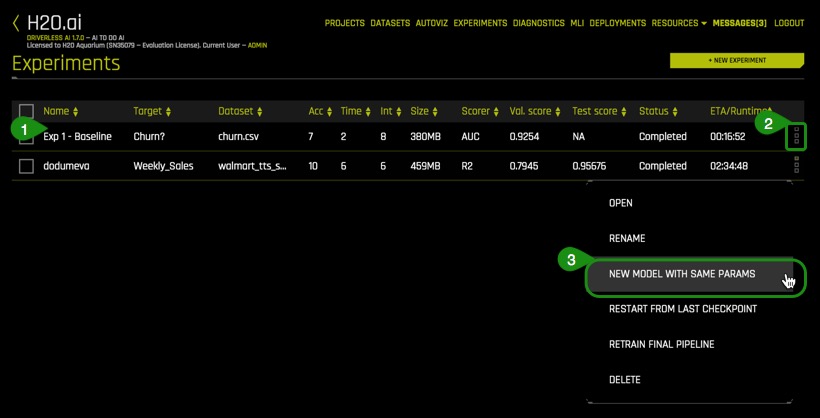 H2O.ai
DRIVERLESS AI 1.7.0 – AI TO DO AI
Licensed to H2O Aquarium (SN35079 – Evaluation License). Current User – ADMIN
PROJECTS DATASETS AUTOVIZ EXPERIMENTS DIAGNOSTICS MLI DEPLOYMENTS RESOURCES MESSAGES[3] LOGOUT
Experiments
+ NEW EXPERIMENT
Name Target Dataset Acc Time Int Size Scorer Val. score Test score Status ETA/Runtime
1 Exp 1 - Baseline Churn? churn.csv 7 2 8 380MB AUC 0.9254 NA Completed 00:16:52 2
dodumeva Weekly_Sales walmart_tts_s... 10 6 6 459MB R2 0.7945 0.95676 Completed 02:34:48
OPEN
RENAME
3 NEW MODEL WITH SAME PARAMS
RESTART FROM LAST CHECKPOINT
RETRAIN FINAL PIPELINE
DELETE